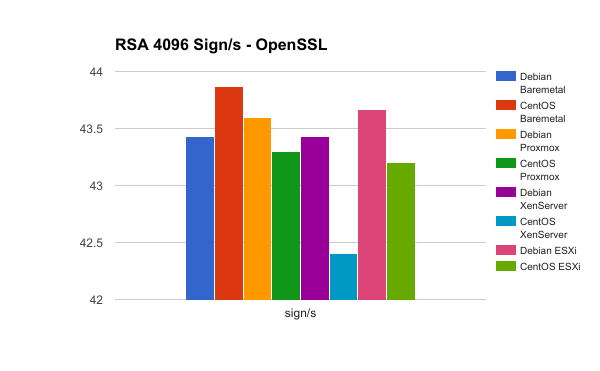 RSA 4096 Sign/s - OpenSSL
44
43.5
43
42.5
42
sign/s
Debian
Baremetal
CentOS
Baremetal
Debian
Proxmox
CentOS
Proxmox
Debian
XenServer
CentOS
XenServer
Debian ESXi
CentOS ESXi